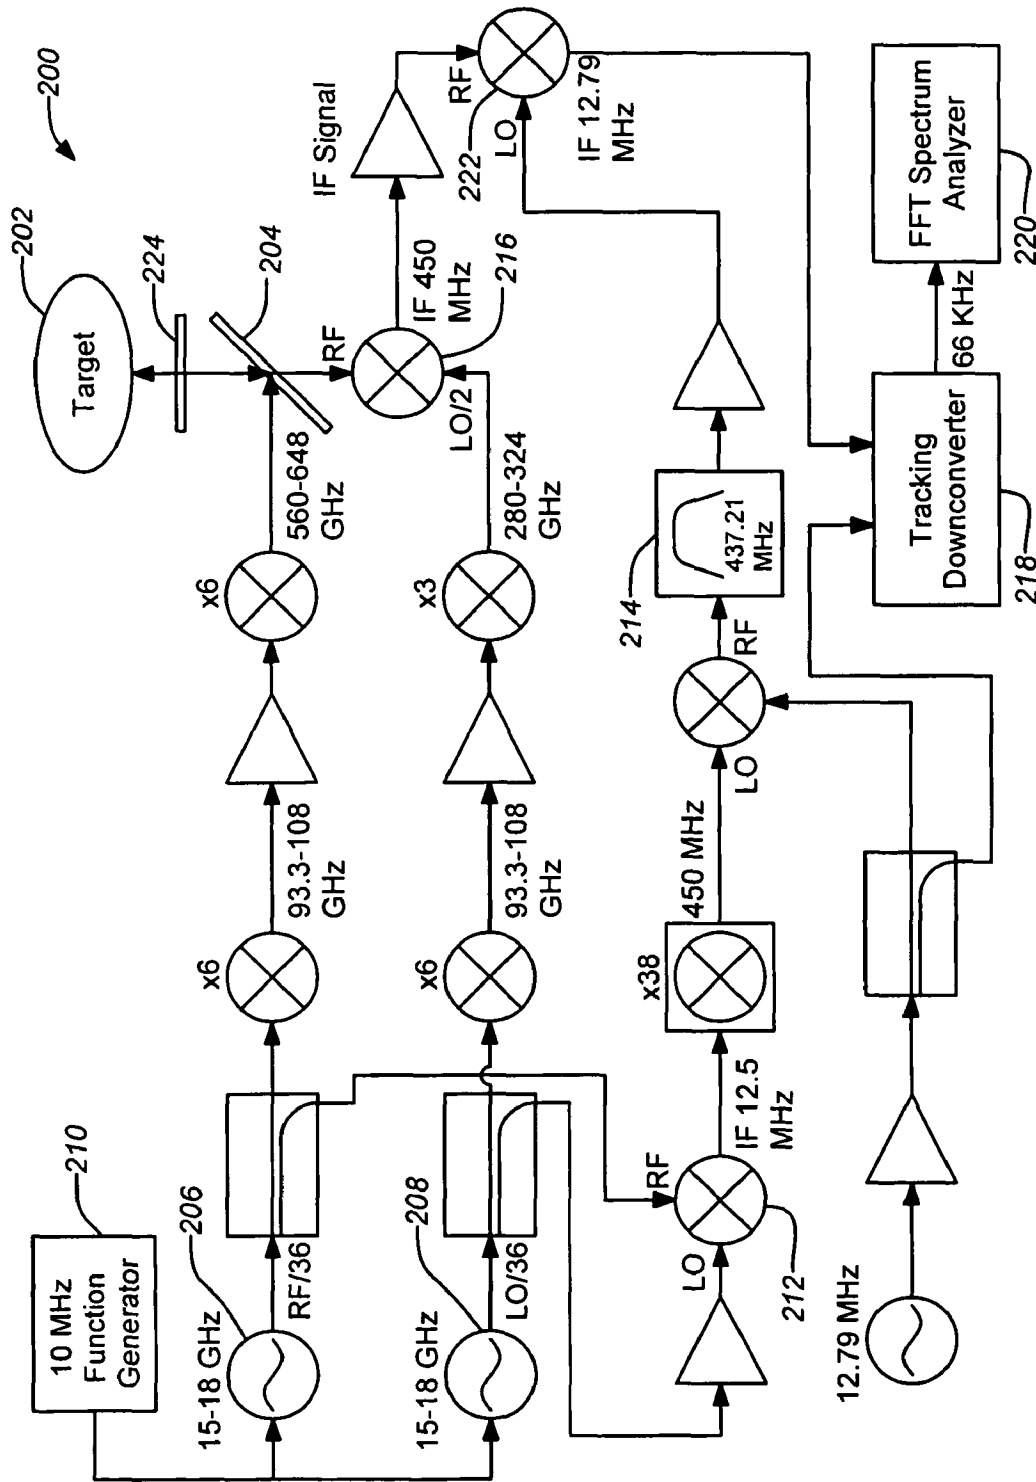 200
202
Target
224
204
10 MHz
Function
Generator
210
206
15-18 GHz
RF/36
x6
93.3-108
GHz
x6
560-648
GHz
RF
216
IF 450
MHz
IF Signal
RF
222
LO
IF 12.79
MHz
208
15-18 GHz
LO/36
x6
93.3-108
GHz
x3
280-324
GHz
LO/2
LO
RF
212
IF 12.5
MHz
x38
450 MHz
LO
RF
214
437.21
MHz
12.79 MHz
Tracking
Downconverter
218
66 KHz
FFT Spectrum
Analyzer
220